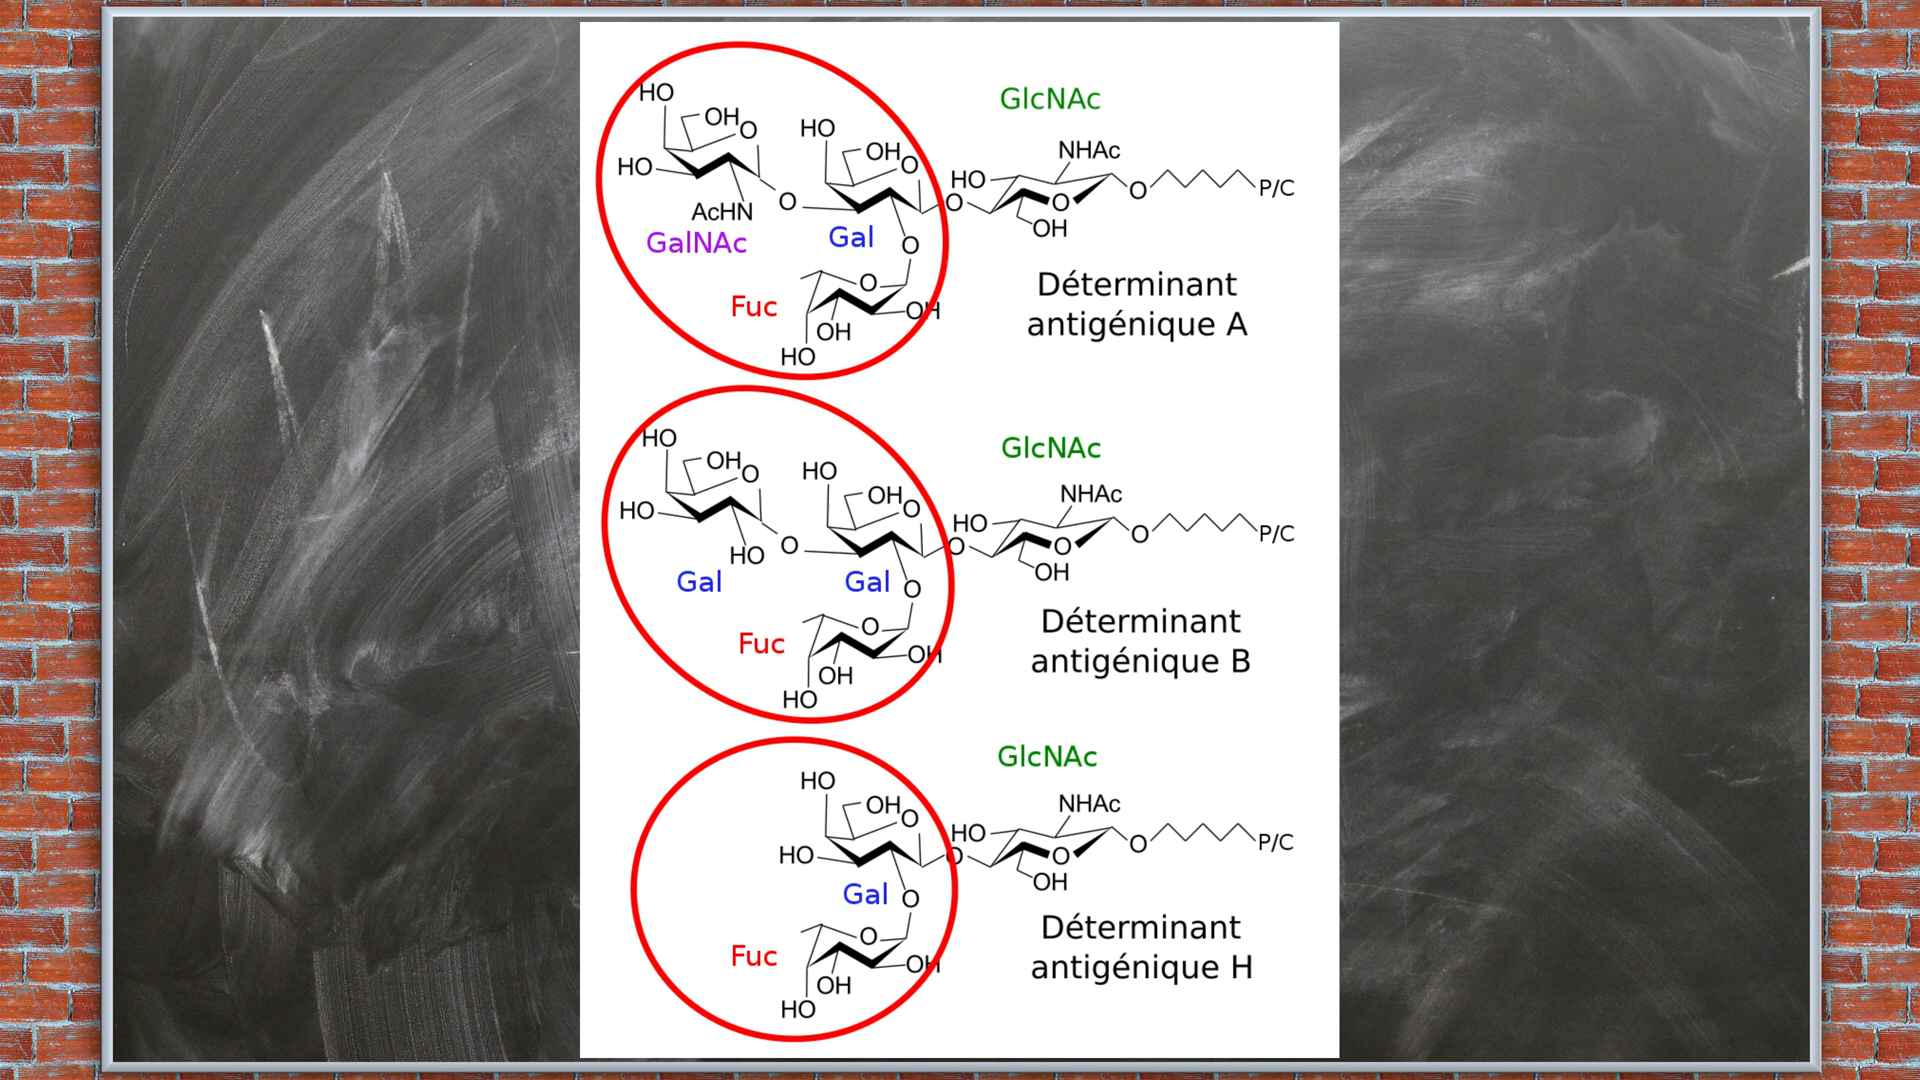 HO
OH
O
HO
HO
OH
O
AcHN
O
GalNAc
Gal
O
Fuc
O
OH
OH
HO
GlcNAc
NHAc
HO
O
O
O
P/C
OH
Déterminant
antigénique A
HO
OH
O
HO
HO
OH
O
HO
O
Gal
Gal
O
Fuc
O
OH
OH
HO
GlcNAc
NHAc
HO
O
O
O
P/C
OH
Déterminant
antigénique B
HO
OH
O
HO
Gal
O
Fuc
O
OH
OH
HO
GlcNAc
NHAc
HO
O
O
O
P/C
OH
Déterminant
antigénique H